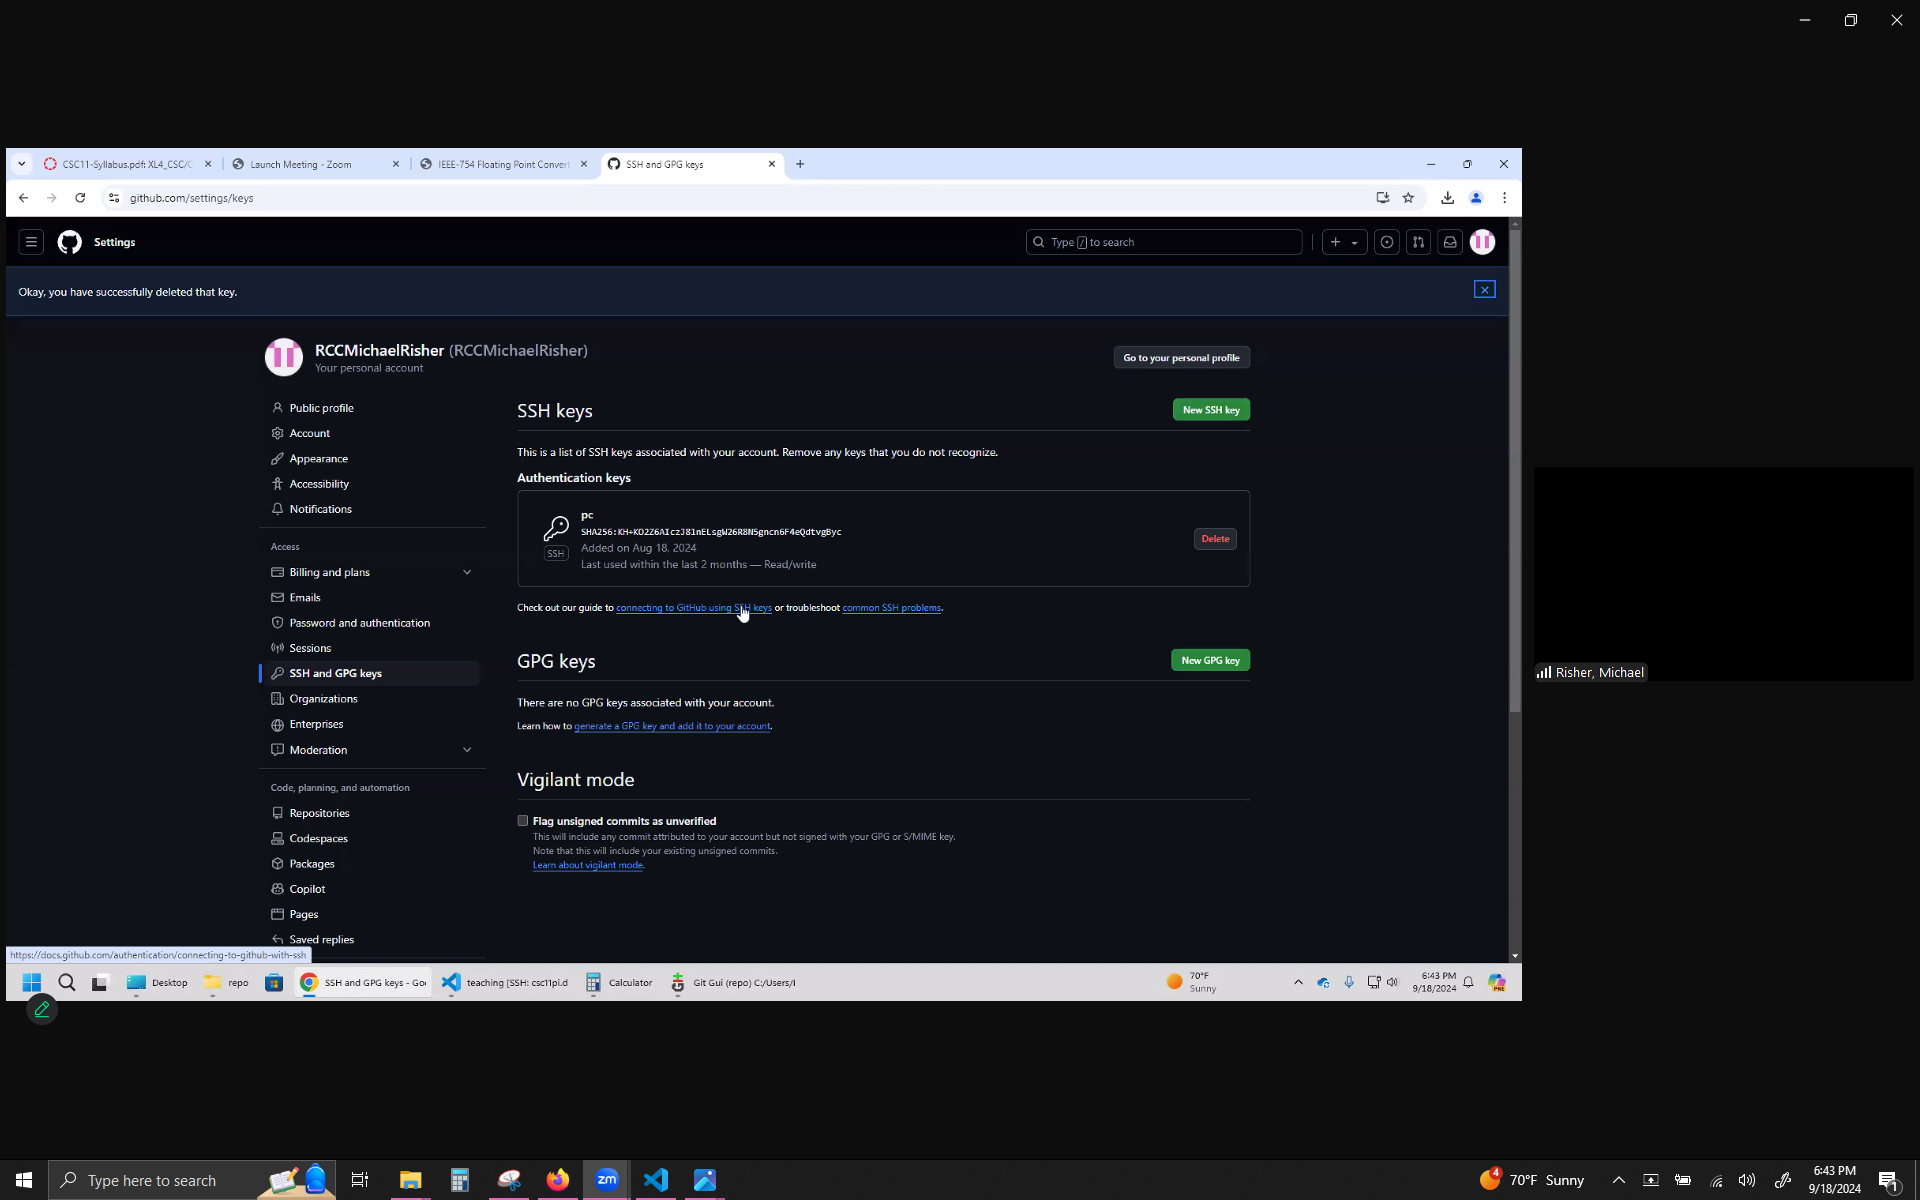 CSC11-Syllabus.pdf: XL4_CSC/C
Launch Meeting - Zoom
IEEE-754 Floating Point Convert
SSH and GPG keys
github.com/settings/keys
Settings
Type / to search
Okay, you have successfully deleted that key.
RCCMichaelRisher (RCCMichaelRisher)
Your personal account
Go to your personal profile
Public profile
Account
Appearance
Accessibility
Notifications
Access
Billing and plans
Emails
Password and authentication
Sessions
SSH and GPG keys
Organizations
Enterprises
Moderation
Code, planning, and automation
Repositories
Codespaces
Packages
Copilot
Pages
Saved replies
SSH keys
New SSH key
This is a list of SSH keys associated with your account. Remove any keys that you do not recognize.
Authentication keys
pc
SHA256:KH+KO2Z6AIczJ81nELsgW26R8N5gncn6F4eQdtvgByc
SSH
Added on Aug 18, 2024
Last used within the last 2 months — Read/write
Delete
Check out our guide to connecting to GitHub using SSH keys or troubleshoot common SSH problems.
GPG keys
New GPG key
There are no GPG keys associated with your account.
Learn how to generate a GPG key and add it to your account.
Vigilant mode
Flag unsigned commits as unverified
This will include any commit attributed to your account but not signed with your GPG or S/MIME key.
Note that this will include your existing unsigned commits.
Learn about vigilant mode.
https://docs.github.com/authentication/connecting-to-github-with-ssh
Risher, Michael
Desktop
repo
SSH and GPG keys - Goo
teaching [SSH: csc11pi.d
Calculator
Git Gui (repo) C:/Users/I
70°F
Sunny
6:43 PM
9/18/2024
PRE
Type here to search
zm
4
70°F Sunny
6:43 PM
9/18/2024
1